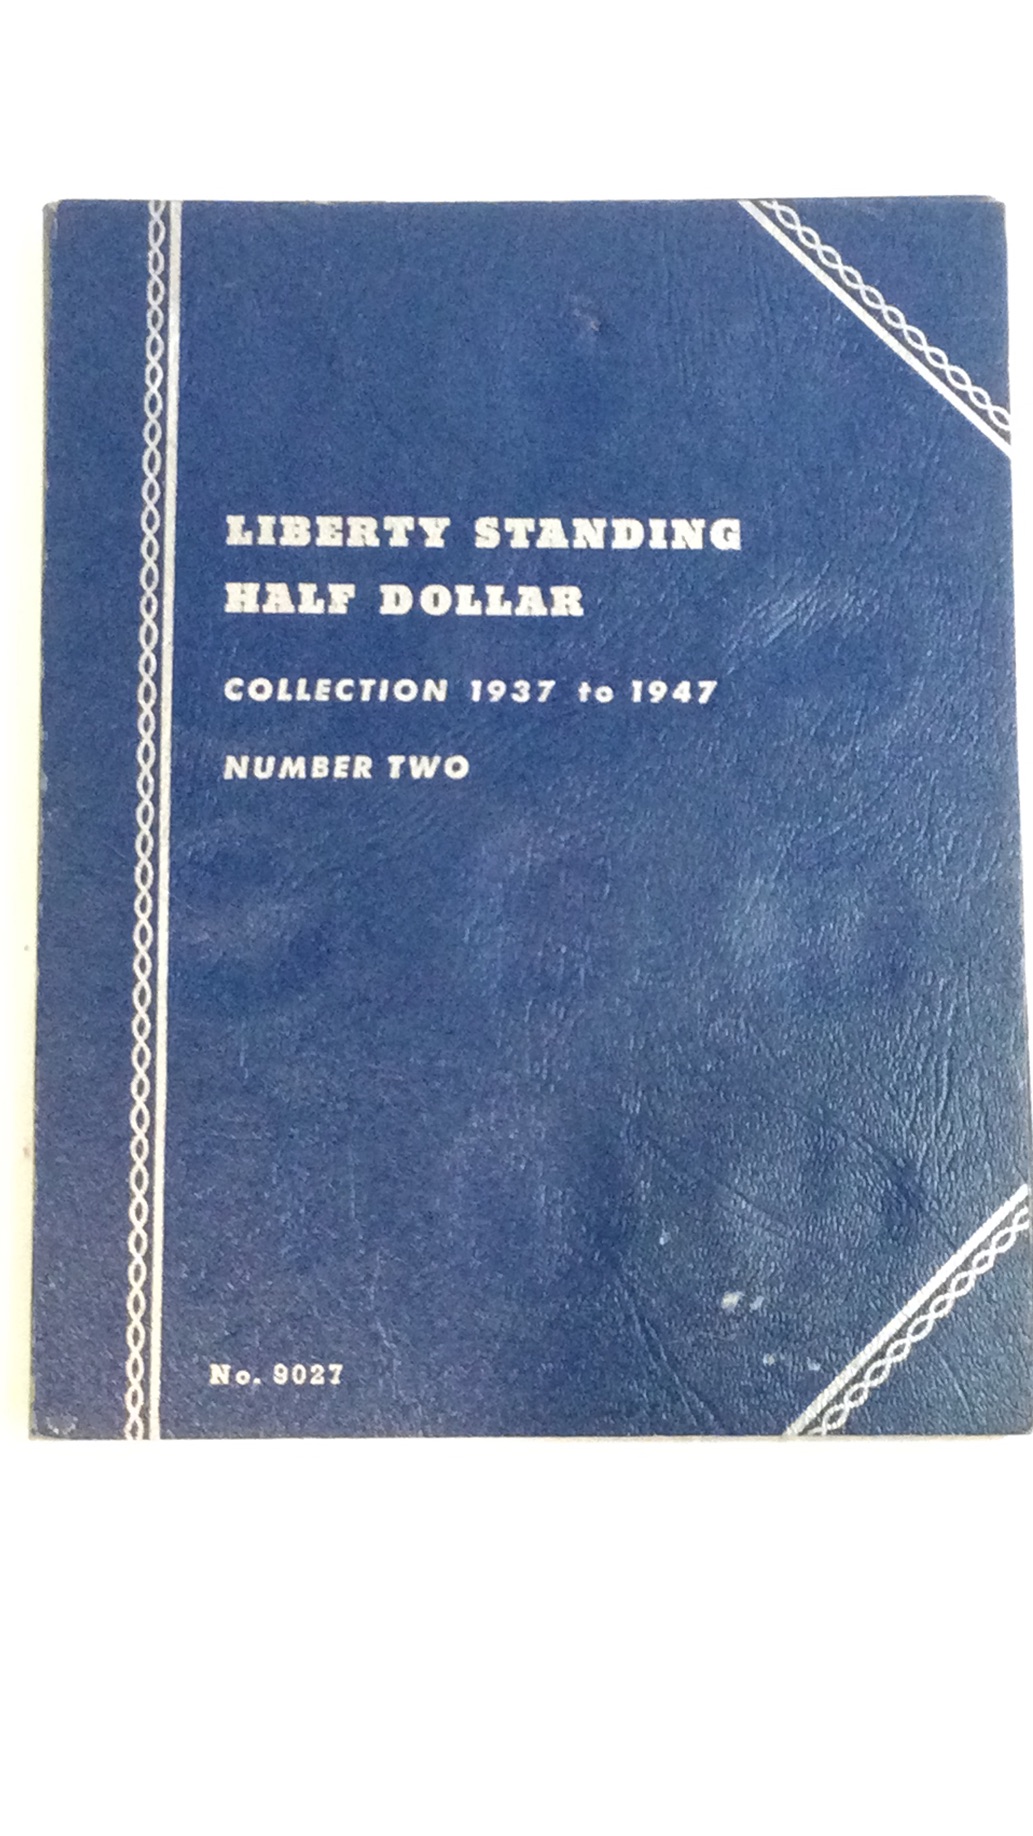 LIBERTY STANDING
HALF DOLLAR
COLLECTION 1937 to 1947
NUMBER TWO
No. 9027